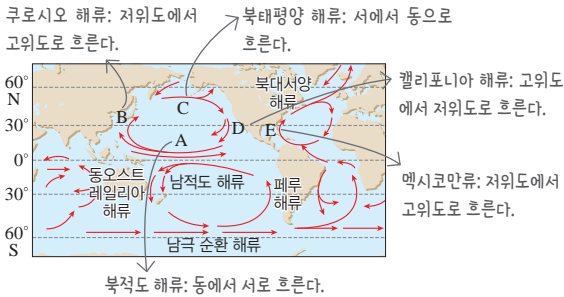 쿠로시오 해류: 저위도에서
고위도로 흐른다.
북태평양 해류: 서에서 동으로
흐른다.
캘리포니아 해류: 고위도
에서 저위도로 흐른다.
멕시코만류: 저위도에서
고위도로 흐른다.
60°
N
30°
0°
30°
60°
S
북대서양
해류
B
C
A
D
E
동오스트
레일리아
해류
남적도 해류
페루
해류
남극 순환 해류
북적도 해류: 동에서 서로 흐른다.